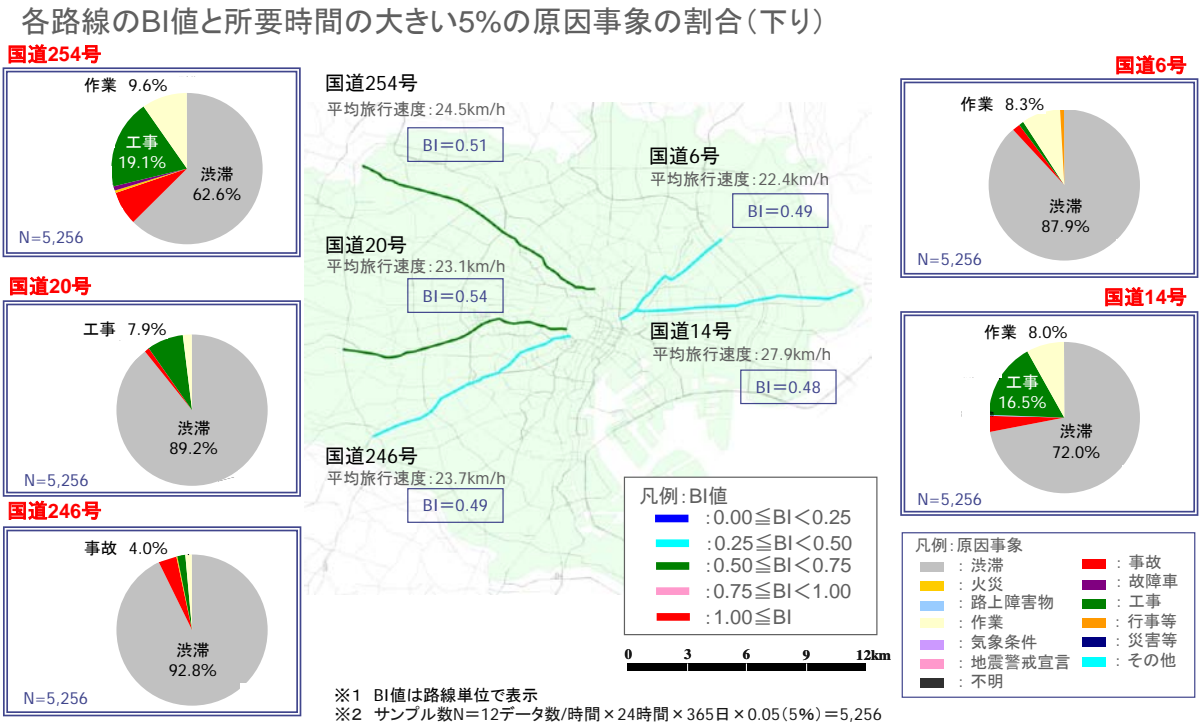 各路線のBI値と所要時間の大きい5%の原因事象の割合(下り)
国道254号
作業 9.6%
工事
19.1%
渋滞
62.6%
N=5,256
国道20号
工事 7.9%
渋滞
89.2%
N=5,256
国道246号
事故 4.0%
渋滞
92.8%
N=5,256
国道254号
平均旅行速度:24.5km/h
BI=0.51
国道6号
平均旅行速度:22.4km/h
BI=0.49
国道20号
平均旅行速度:23.1km/h
BI=0.54
国道14号
平均旅行速度:27.9km/h
BI=0.48
国道246号
平均旅行速度:23.7km/h
BI=0.49
凡例:BI値
:0.00≦BI<0.25
:0.25≦BI<0.50
:0.50≦BI<0.75
:0.75≦BI<1.00
:1.00≦BI
0 3 6 9 12km
※1 BI値は路線単位で表示
※2 サンプル数N=12データ数/時間×24時間×365日×0.05(5%)=5,256
国道6号
作業 8.3%
渋滞
87.9%
N=5,256
国道14号
作業 8.0%
工事
16.5%
渋滞
72.0%
N=5,256
凡例:原因事象
: 渋滞
: 事故
: 火災
: 故障車
: 路上障害物
: 工事
: 作業
: 行事等
: 気象条件
: 災害等
: 地震警戒宣言
: その他
: 不明